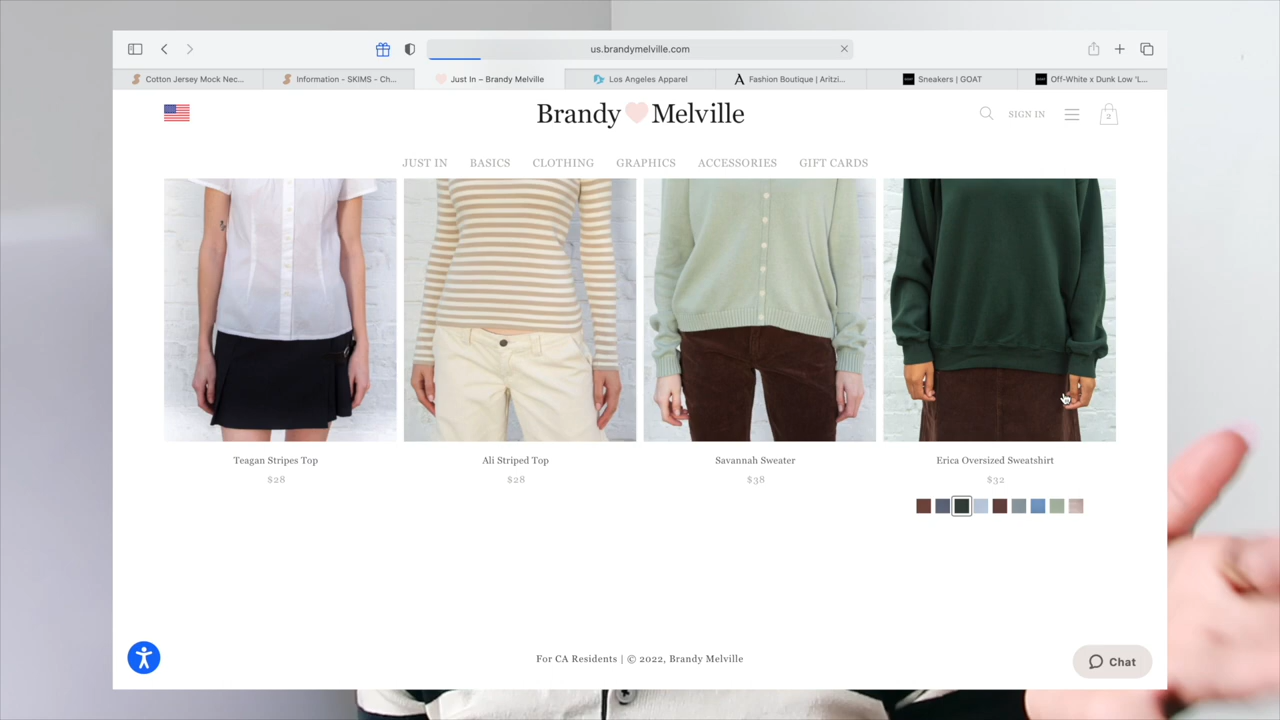 us.brandymelville.com
Cotton Jersey Mock Nec...
Information - SKIMS - Ch...
Just In – Brandy Melville
Los Angeles Apparel
Fashion Boutique | Aritzi...
Sneakers | GOAT
Off-White x Dunk Low 'L...
Brandy Melville
SIGN IN
2
JUST IN BASICS CLOTHING GRAPHICS ACCESSORIES GIFT CARDS
Teagan Stripes Top
$28
Ali Striped Top
$28
Savannah Sweater
$38
Erica Oversized Sweatshirt
$32
For CA Residents | © 2022, Brandy Melville
Chat